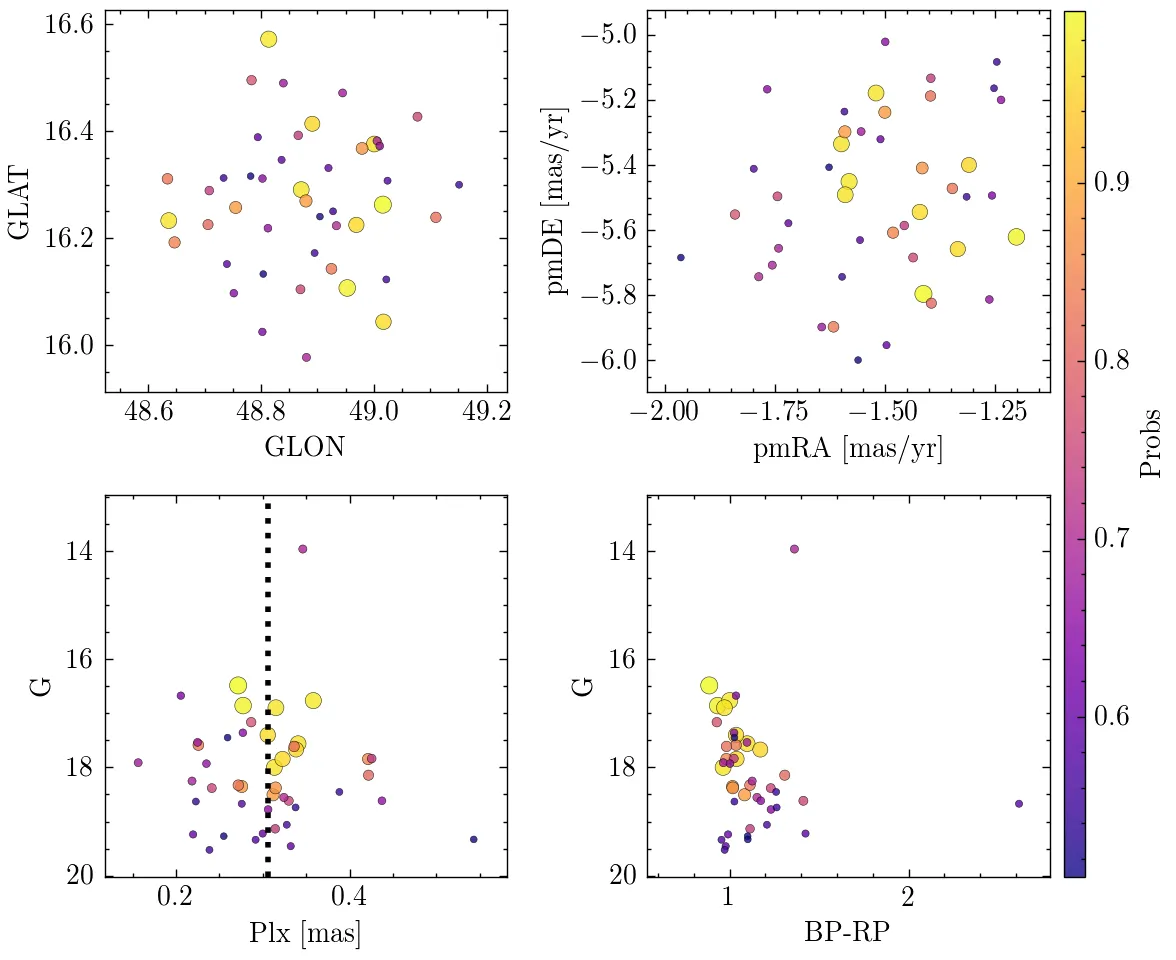 16.6
16.4
16.2
16.0
GLAT
48.6 48.8 49.0 49.2
GLON
−5.0
−5.2
−5.4
−5.6
−5.8
−6.0
pmDE [mas/yr]
−2.00 −1.75 −1.50 −1.25
pmRA [mas/yr]
14
16
18
20
G
0.2 0.4
Plx [mas]
14
16
18
20
G
1 2
BP-RP
0.9
0.8
0.7
0.6
Probs